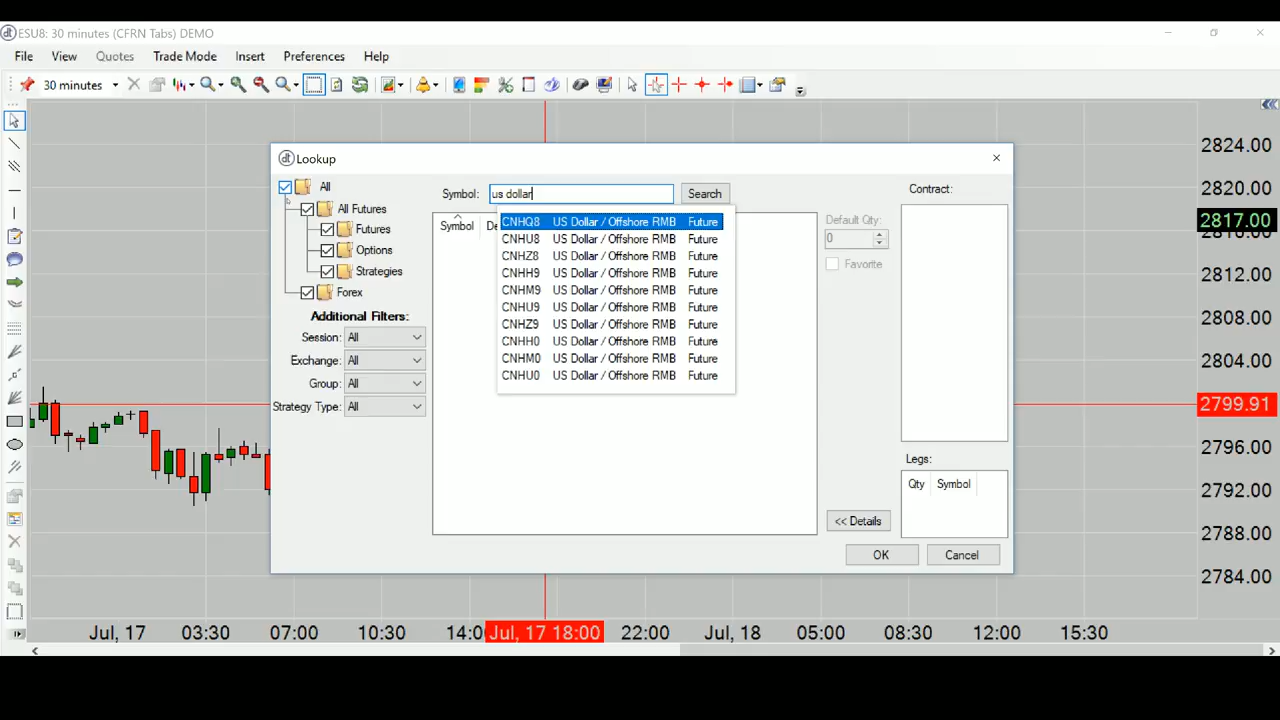 dt ESU8: 30 minutes (CFRN Tabs) DEMO
File View Quotes Trade Mode Insert Preferences Help
30 minutes
dt Lookup
All
All Futures
Futures
Options
Strategies
Forex
Additional Filters:
Session: All
Exchange: All
Group: All
Strategy Type: All
Symbol: us dollar Search
Symbol De
CNHQ8 US Dollar / Offshore RMB Future
CNHU8 US Dollar / Offshore RMB Future
CNHZ8 US Dollar / Offshore RMB Future
CNHH9 US Dollar / Offshore RMB Future
CNHM9 US Dollar / Offshore RMB Future
CNHU9 US Dollar / Offshore RMB Future
CNHZ9 US Dollar / Offshore RMB Future
CNHH0 US Dollar / Offshore RMB Future
CNHM0 US Dollar / Offshore RMB Future
CNHU0 US Dollar / Offshore RMB Future
Default Qty:
0
Favorite
<< Details
Contract:
Legs:
Qty Symbol
OK Cancel
2824.00
2820.00
2817.00
2812.00
2808.00
2804.00
2799.91
2796.00
2792.00
2788.00
2784.00
Jul, 17 03:30 07:00 10:30 14:0 Jul, 17 18:00 22:00 Jul, 18 05:00 08:30 12:00 15:30